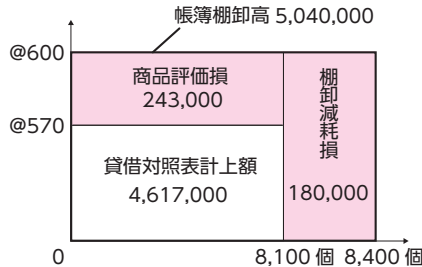 帳簿棚卸高 5,040,000
@600
商品評価損
243,000
棚卸減耗損
180,000
@570
貸借対照表計上額
4,617,000
0
8,100 個
8,400 個